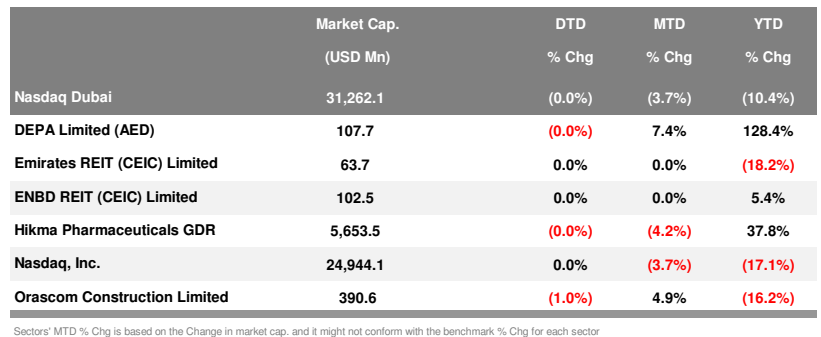 Market Cap. DTD MTD YTD
(USD Mn) % Chg % Chg % Chg
Nasdaq Dubai 31,262.1 (0.0%) (3.7%) (10.4%)
DEPA Limited (AED) 107.7 (0.0%) 7.4% 128.4%
Emirates REIT (CEIC) Limited 63.7 0.0% 0.0% (18.2%)
ENBD REIT (CEIC) Limited 102.5 0.0% 0.0% 5.4%
Hikma Pharmaceuticals GDR 5,653.5 (0.0%) (4.2%) 37.8%
Nasdaq, Inc. 24,944.1 0.0% (3.7%) (17.1%)
Orascom Construction Limited 390.6 (1.0%) 4.9% (16.2%)
Sectors' MTD % Chg is based on the Change in market cap. and it might not conform with the benchmark % Chg for each sector